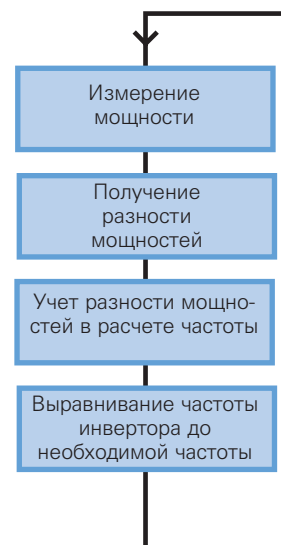 Измерение
мощности
Получение
разности
мощностей
Учет разности мощно-
стей в расчете частоты
Выравнивание частоты
инвертора до
необходимой частоты